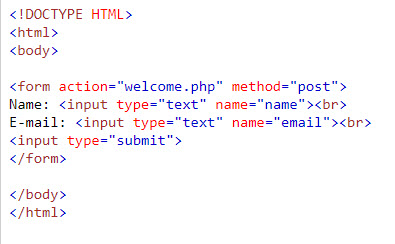 <!DOCTYPE HTML>
<html>
<body>
<form action="welcome.php" method="post">
Name: <input type="text" name="name"><br>
E-mail: <input type="text" name="email"><br>
<input type="submit">
</form>
</body>
</html>